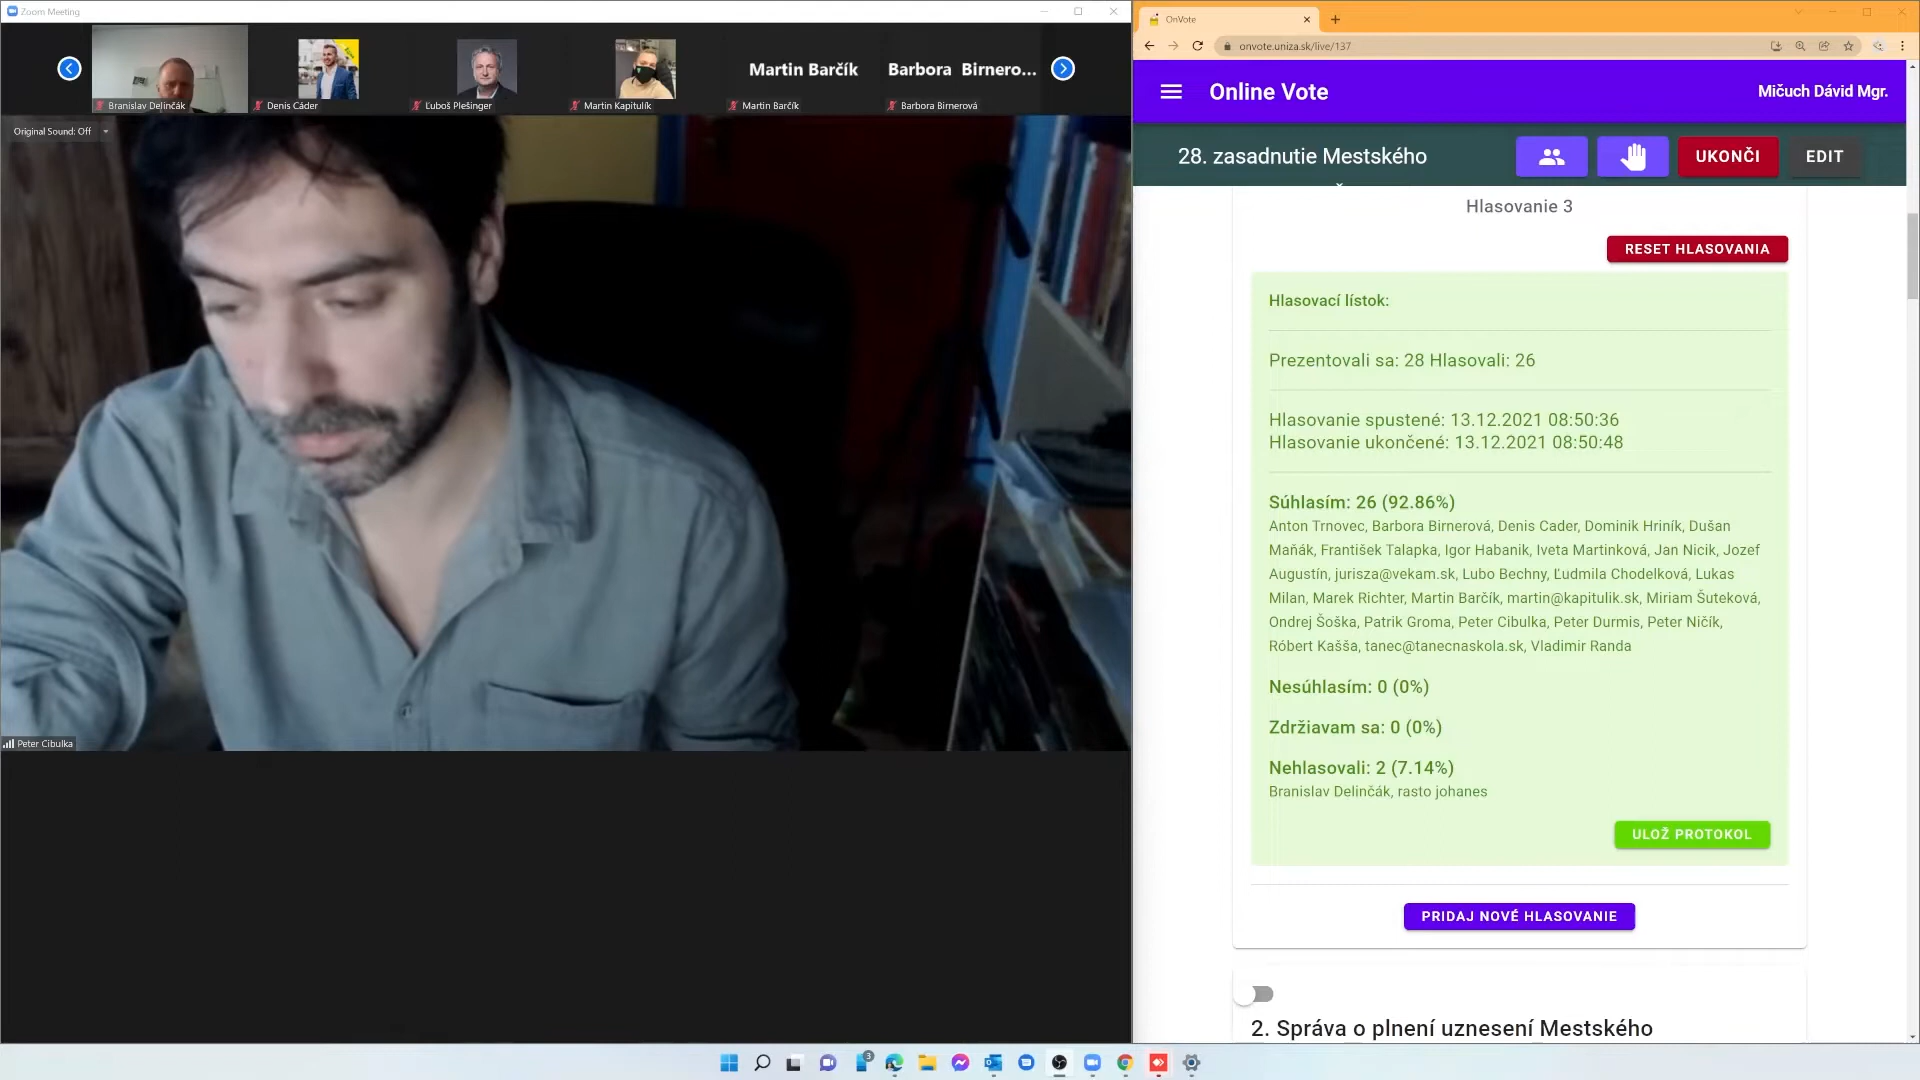 Zoom Meeting
Martin Barčík
Barbora Birnero...
Branislav Delinčák
Denis Cáder
Ľuboš Plešinger
Martin Kapitulík
Martin Barčík
Barbora Birnerová
Original Sound: Off
Peter Cibulka
OnVote
onvote.uniza.sk/live/137
Online Vote
Mičuch Dávid Mgr.
28. zasadnutie Mestského
UKONČI
EDIT
Hlasovanie 3
RESET HLASOVANIA
Hlasovací lístok:
Prezentovali sa: 28 Hlasovali: 26
Hlasovanie spustené: 13.12.2021 08:50:36
Hlasovanie ukončené: 13.12.2021 08:50:48
Súhlasím: 26 (92.86%)
Anton Trnovec, Barbora Birnerová, Denis Cader, Dominik Hriník, Dušan
Maňák, František Talapka, Igor Habanik, Iveta Martinková, Jan Nicik, Jozef
Augustín, jurisza@vekam.sk, Lubo Bechny, Ľudmila Chodelková, Lukas
Milan, Marek Richter, Martin Barčík, martin@kapitulik.sk, Miriam Šuteková,
Ondrej Šoška, Patrik Groma, Peter Cibulka, Peter Durmis, Peter Ničík,
Róbert Kašša, tanec@tanecnaskola.sk, Vladimir Randa
Nesúhlasím: 0 (0%)
Zdržiavam sa: 0 (0%)
Nehlasovali: 2 (7.14%)
Branislav Delinčák, rasto johanes
ULOŽ PROTOKOL
PRIDAJ NOVÉ HLASOVANIE
2. Správa o plnení uznesení Mestského
3